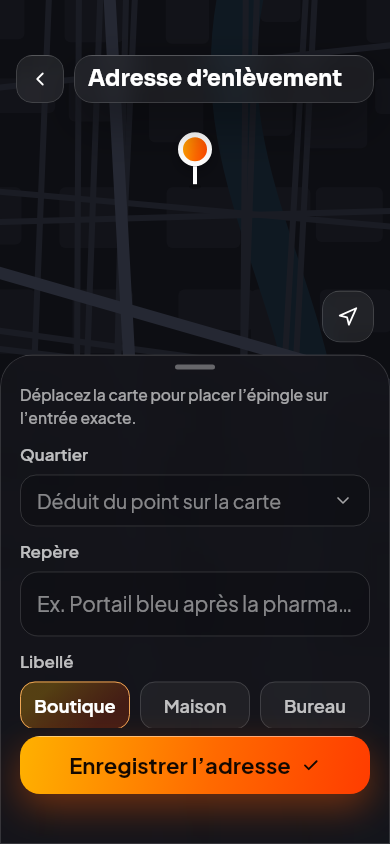 Adresse d’enlèvement
Déplacez la carte pour placer l’épingle sur
l’entrée exacte.
Quartier
Déduit du point sur la carte
Repère
Ex. Portail bleu après la pharma…
Libellé
Boutique
Maison
Bureau
Enregistrer l’adresse